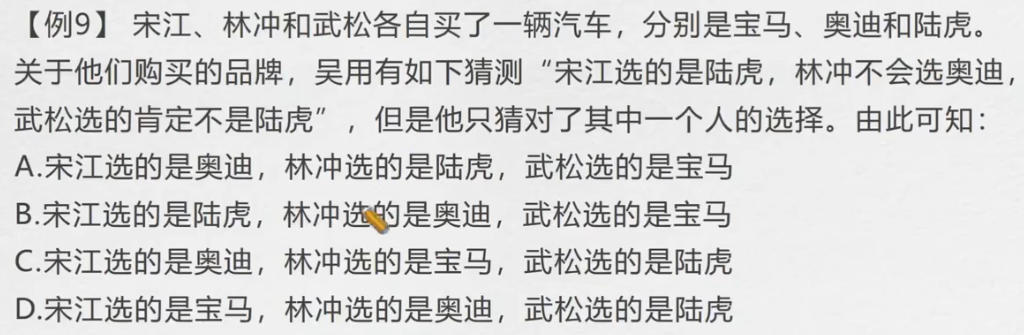 【例9】 宋江、林冲和武松各自买了一辆汽车，分别是宝马、奥迪和陆虎。
关于他们购买的品牌，吴用有如下猜测“宋江选的是陆虎，林冲不会选奥迪，
武松选的肯定不是陆虎”，但是他只猜对了其中一个人的选择。由此可知：
A.宋江选的是奥迪，林冲选的是陆虎，武松选的是宝马
B.宋江选的是陆虎，林冲选的是奥迪，武松选的是宝马
C.宋江选的是奥迪，林冲选的是宝马，武松选的是陆虎
D.宋江选的是宝马，林冲选的是奥迪，武松选的是陆虎